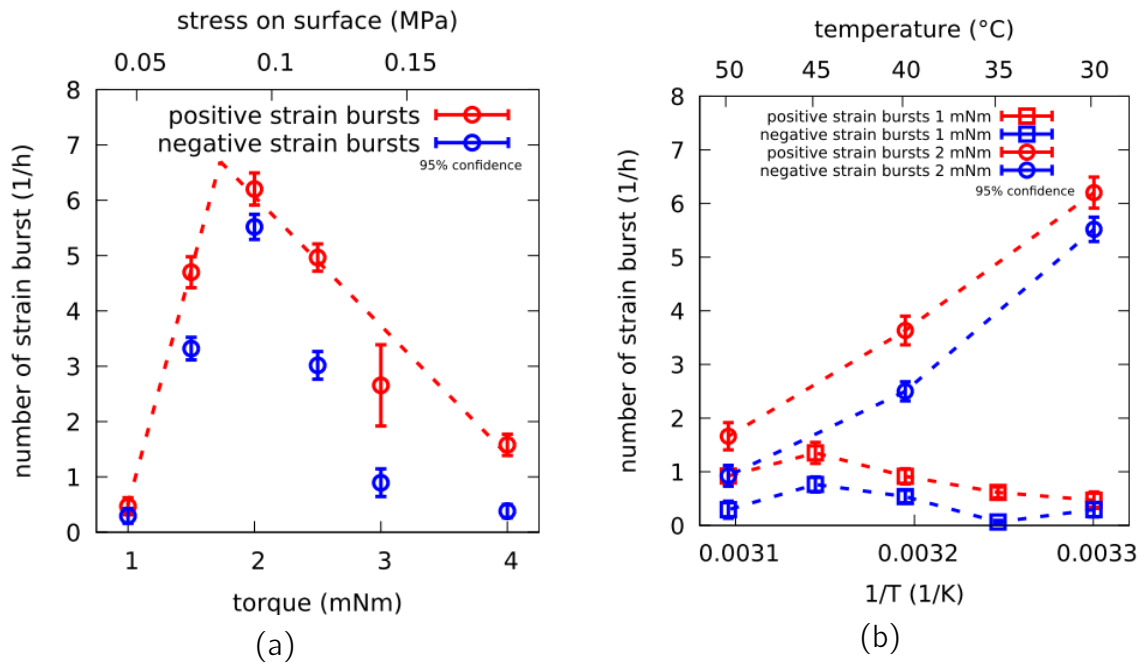 stress on surface (MPa)
0.05 0.1 0.15
8
7
6
5
4
3
2
1
0
positive strain bursts
negative strain bursts
95% confidence
number of strain burst (1/h)
1 2 3 4
torque (mNm)
(a)
temperature (°C)
50 45 40 35 30
8
7
6
5
4
3
2
1
0
positive strain bursts 1 mNm
negative strain bursts 1 mNm
positive strain bursts 2 mNm
negative strain bursts 2 mNm
95% confidence
number of strain burst (1/h)
0.0031 0.0032 0.0033
1/T (1/K)
(b)